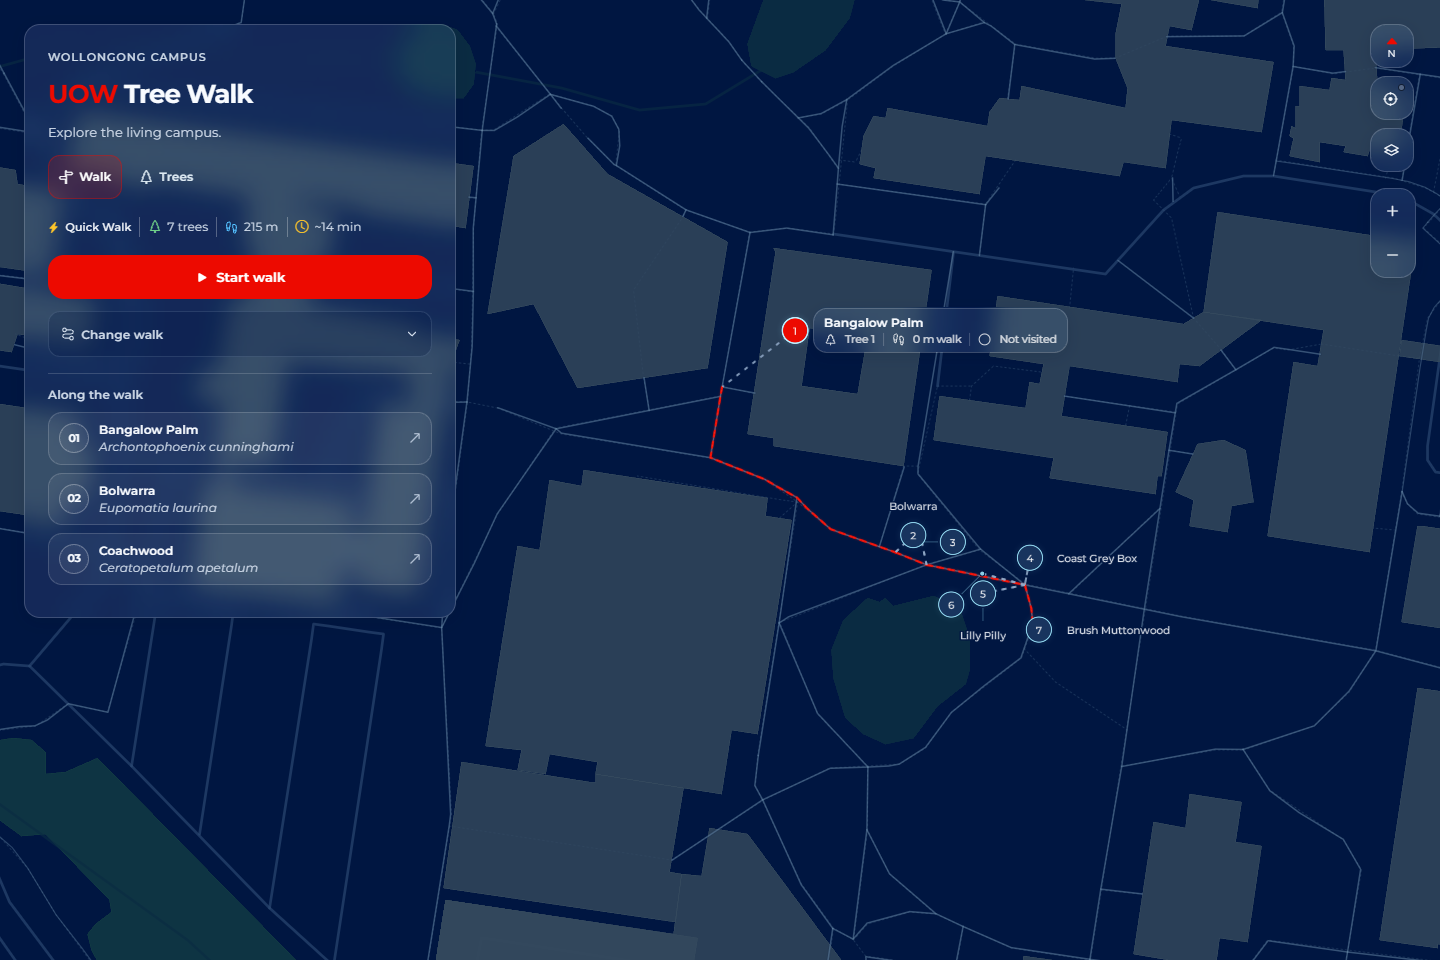 WOLLONGONG CAMPUS
UOW Tree Walk
Explore the living campus.
Walk
Trees
Quick Walk
7 trees
215 m
~14 min
Start walk
Change walk
Along the walk
01
Bangalow Palm
Archontophoenix cunninghami
02
Bolwarra
Eupomatia laurina
03
Coachwood
Ceratopetalum apetalum
1
Bangalow Palm
Tree 1
0 m walk
Not visited
Bolwarra
2
3
4
Coast Grey Box
5
6
Lilly Pilly
7
Brush Muttonwood
N
+
−